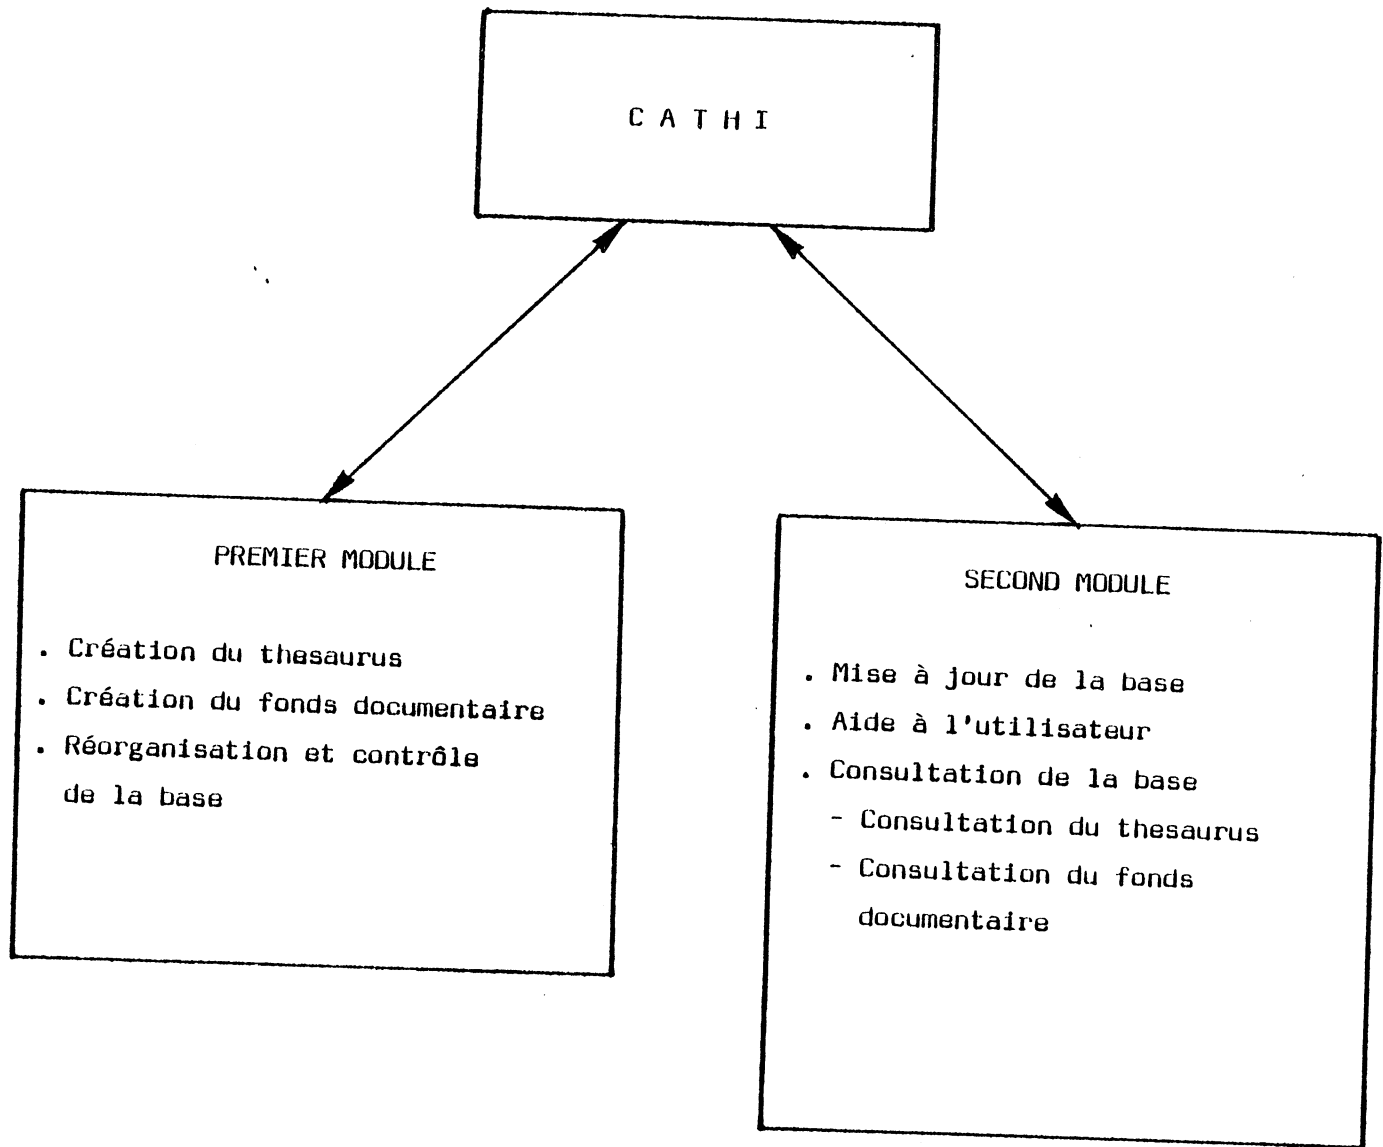 C A T H I
PREMIER MODULE
. Création du thesaurus
. Création du fonds documentaire
. Réorganisation et contrôle
de la base
SECOND MODULE
. Mise à jour de la base
. Aide à l'utilisateur
. Consultation de la base
- Consultation du thesaurus
- Consultation du fonds
documentaire